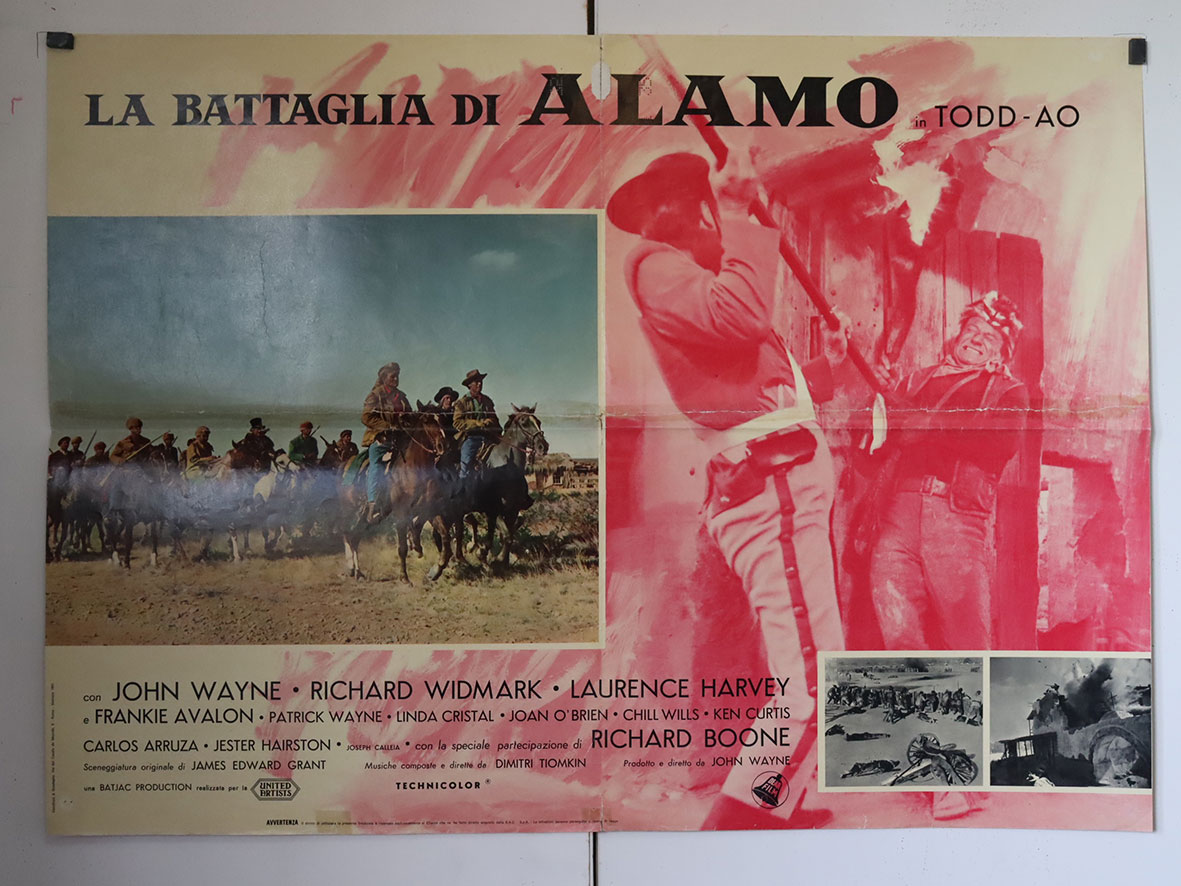 LA BATTAGLIA DI ALAMO in TODD-AO
con JOHN WAYNE • RICHARD WIDMARK • LAURENCE HARVEY
e FRANKIE AVALON • PATRICK WAYNE • LINDA CRISTAL • JOAN O'BRIEN • CHILL WILLS • KEN CURTIS
CARLOS ARRUZA • JESTER HAIRSTON • JOSEPH CALLEIA • con la speciale partecipazione di RICHARD BOONE
Sceneggiatura originale di JAMES EDWARD GRANT Musiche composte e dirette da DIMITRI TIOMKIN Prodotto e diretto da JOHN WAYNE
una BATJAC PRODUCTION realizzata per la UNITED ARTISTS TECHNICOLOR ®
AVVERTENZA